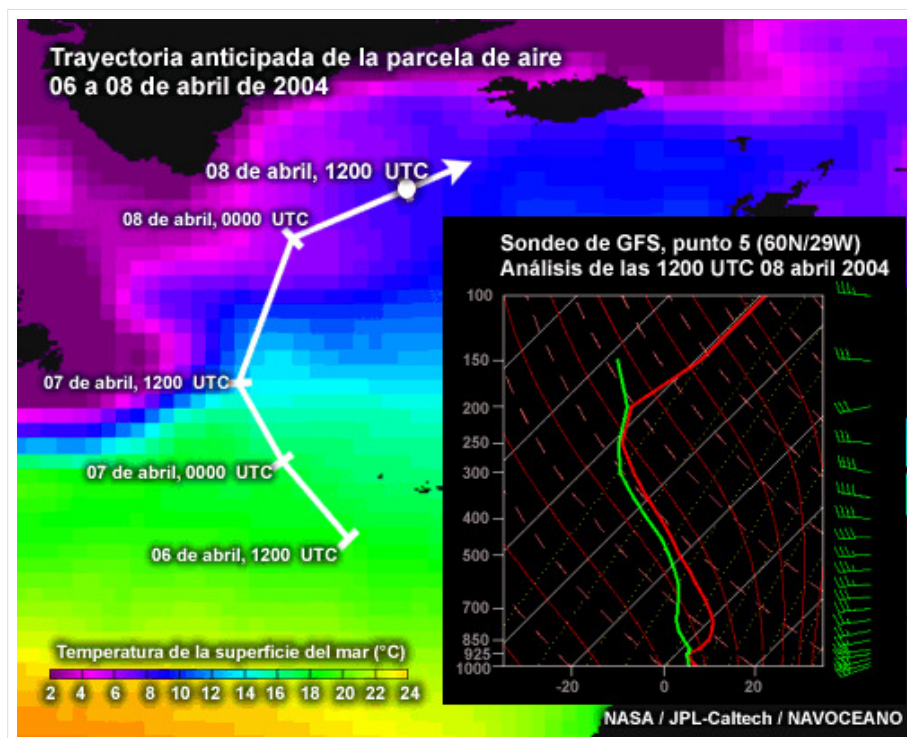 Trayectoria anticipada de la parcela de aire
06 a 08 de abril de 2004
08 de abril, 1200 UTC
08 de abril, 0000 UTC
07 de abril, 1200 UTC
07 de abril, 0000 UTC
06 de abril, 1200 UTC
Temperatura de la superficie del mar (°C)
2 4 6 8 10 12 14 16 18 20 22 24
Sondeo de GFS, punto 5 (60N/29W)
Análisis de las 1200 UTC 08 abril 2004
100
150
200
250
300
400
500
700
850
925
1000
-20 0 20
NASA / JPL-Caltech / NAVOCEANO